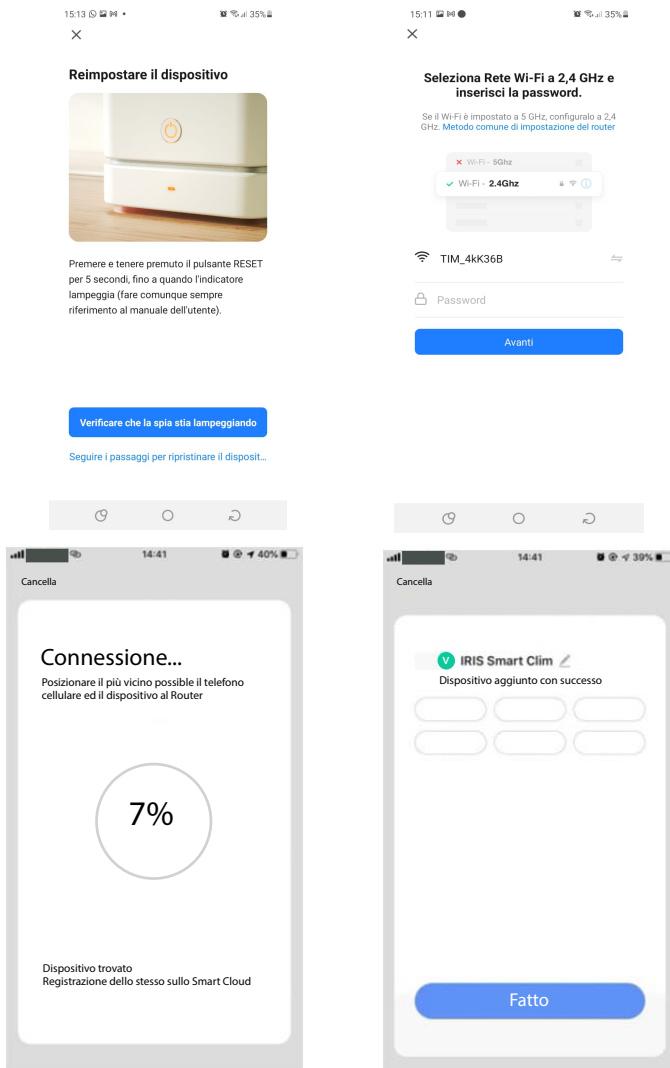 15:13
35%
Reimpostare il dispositivo
Premere e tenere premuto il pulsante RESET
per 5 secondi, fino a quando l'indicatore
lampeggia (fare comunque sempre
riferimento al manuale dell'utente).
Verificare che la spia stia lampeggiando
Seguire i passaggi per ripristinare il disposit...
15:11
35%
Seleziona Rete Wi-Fi a 2,4 GHz e
inserisci la password.
Se il Wi-Fi è impostato a 5 GHz, configuralo a 2,4
GHz. Metodo comune di impostazione del router
Wi-Fi - 5Ghz
Wi-Fi - 2.4Ghz
TIM_4kK36B
Password
Avanti
14:41
40%
Cancella
Connessione...
Posizionare il più vicino possible il telefono
cellulare ed il dispositivo al Router
7%
Dispositivo trovato
Registrazione dello stesso sullo Smart Cloud
14:41
39%
Cancella
V IRIS Smart Clim
Dispositivo aggiunto con successo
Fatto